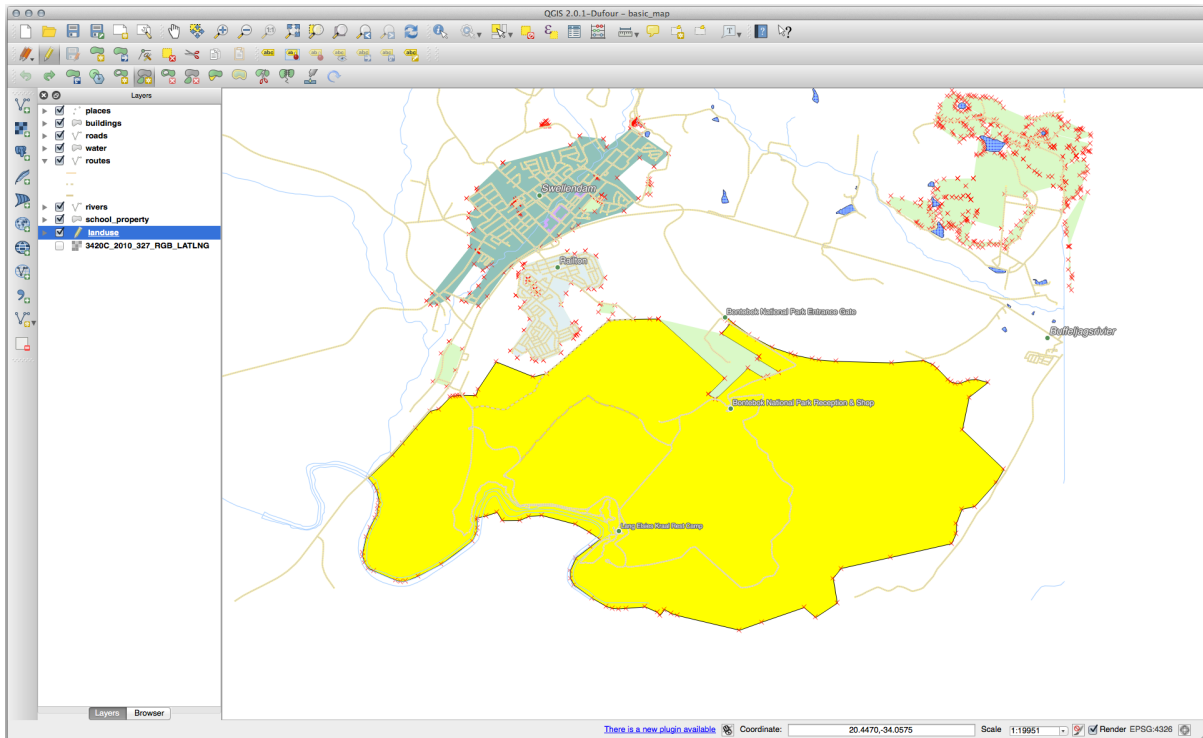 QGIS 2.0.1-Dufour - basic_map
Layers
places
buildings
roads
water
routes
rivers
school_property
landuse
3420C_2010_327_RGB_LATLNG
Swellendam
Railton
Bontebok National Park Entrance Gate
Buffeljagsrivier
Bontebok National Park Reception & Shop
Lang Elsies Kraal Rest Camp
Layers
Browser
There is a new plugin available
Coordinate:
20.4470,-34.0575
Scale
1:19951
Render
EPSG:4326